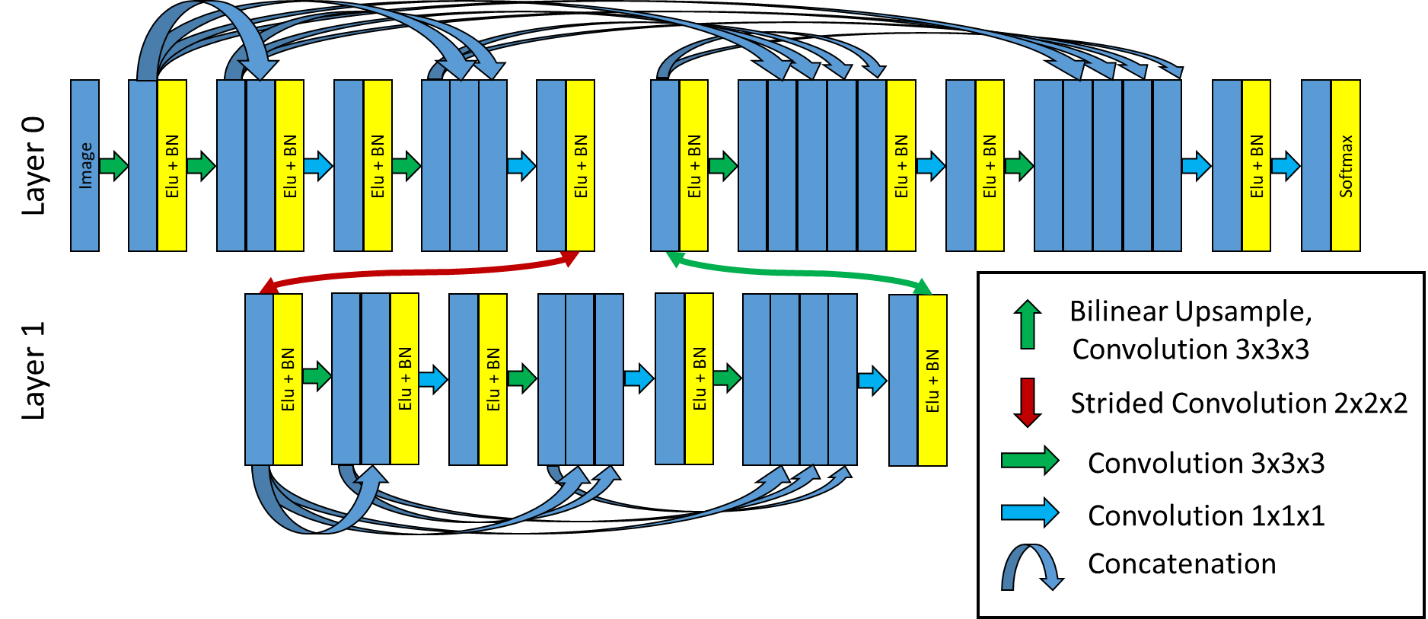 Layer 0
Image
Elu + BN
Elu + BN
Elu + BN
Elu + BN
Elu + BN
Elu + BN
Elu + BN
Elu + BN
Softmax
Layer 1
Elu + BN
Elu + BN
Elu + BN
Elu + BN
Elu + BN
Bilinear Upsample,
Convolution 3x3x3
Strided Convolution 2x2x2
Convolution 3x3x3
Convolution 1x1x1
Concatenation